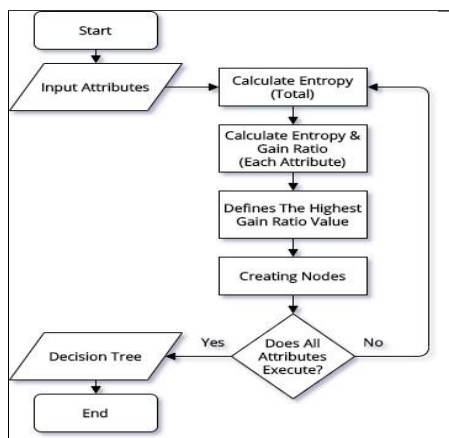 Start
Input Attributes
Calculate Entropy
(Total)
Calculate Entropy &
Gain Ratio
(Each Attribute)
Defines The Highest
Gain Ratio Value
Creating Nodes
Does All
Attributes
Execute?
Yes
No
Decision Tree
End